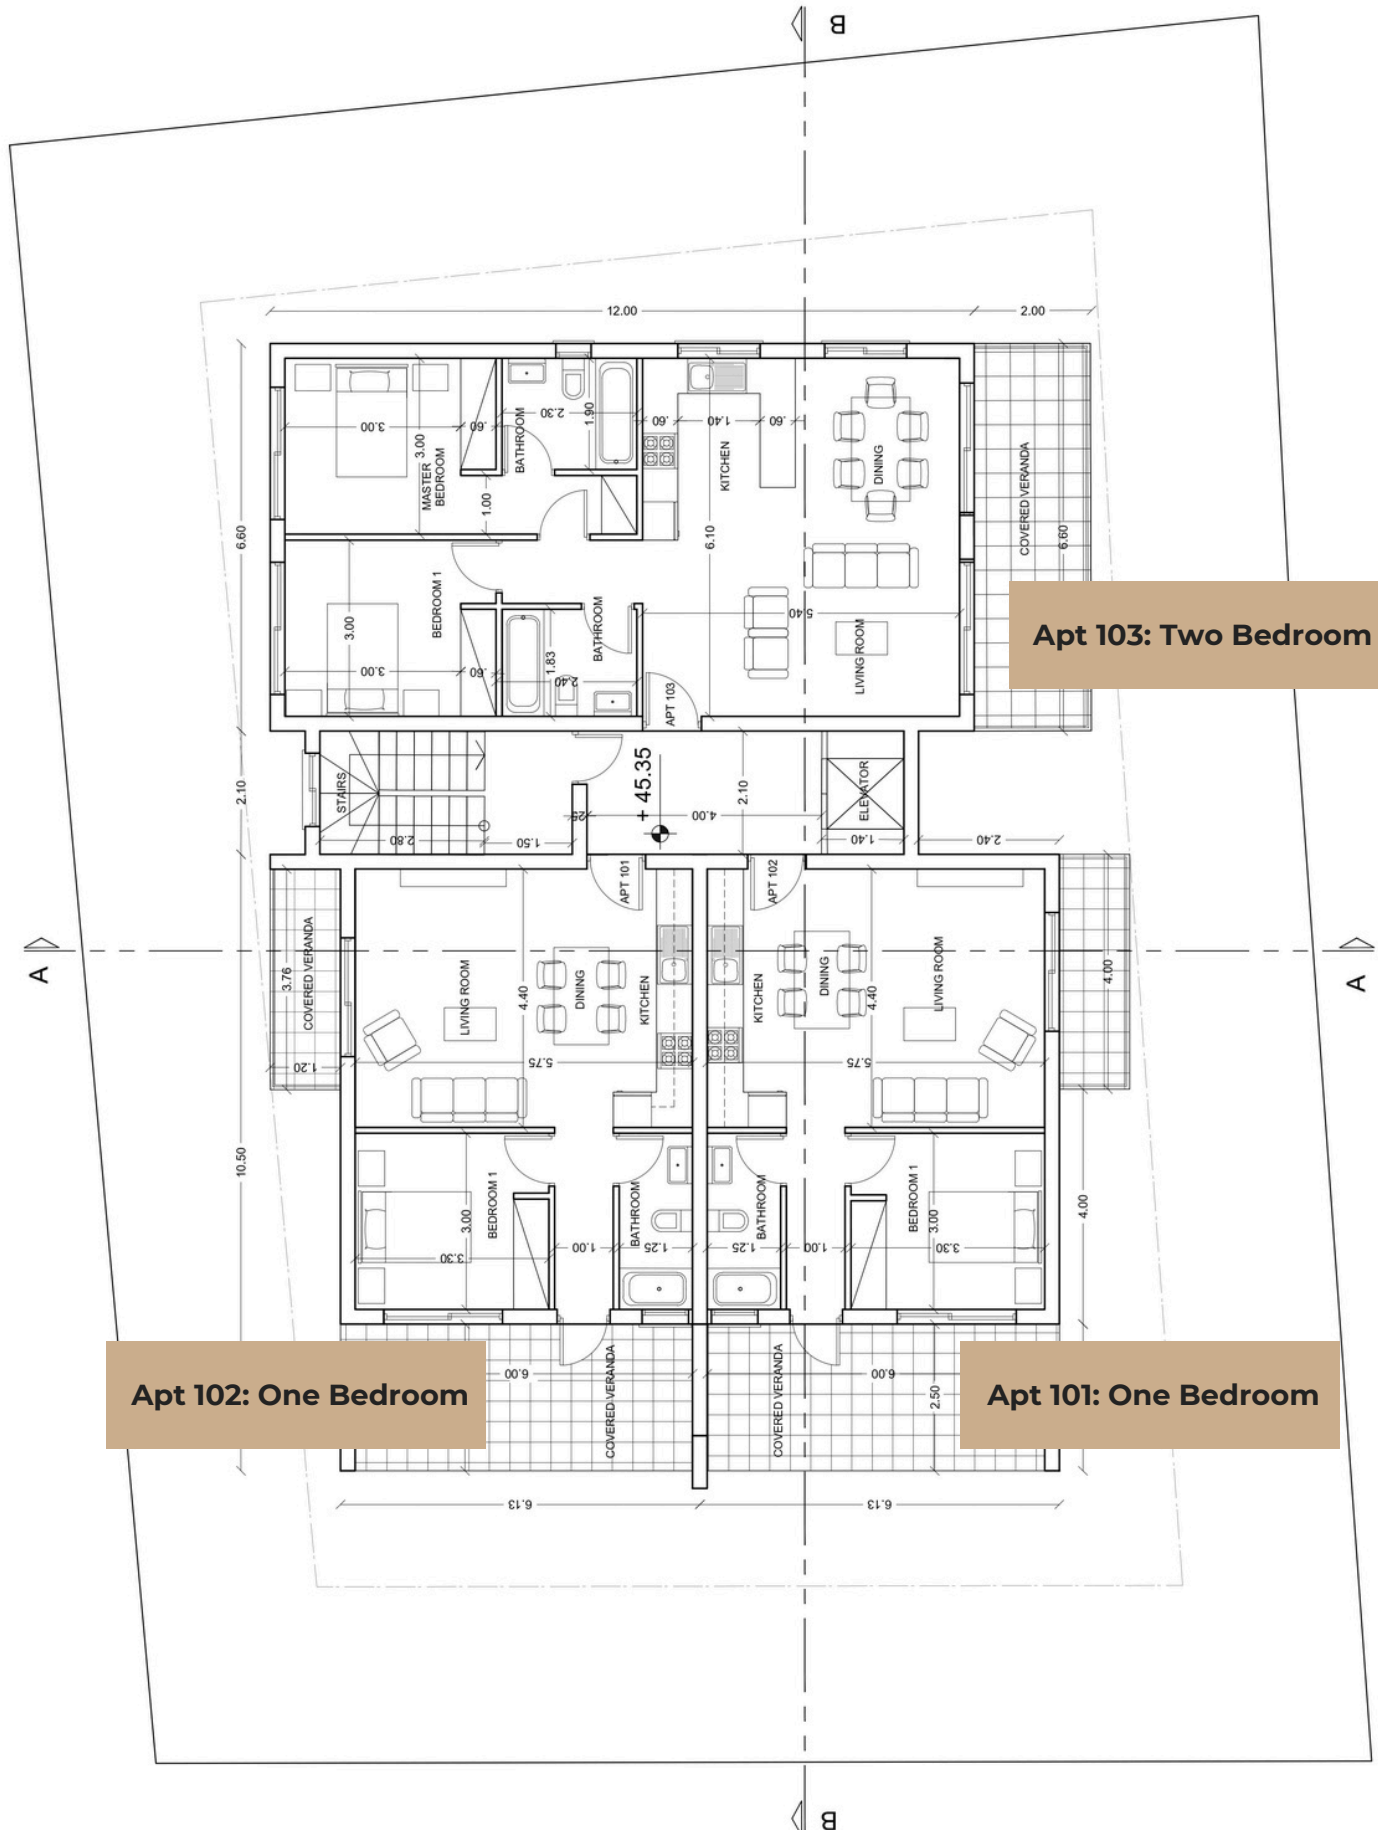 B
12.00
2.00
6.60
3.00
.60
3.00
MASTER
BEDROOM
1.00
BATHROOM
2.30
1.90
.60
1.40
.60
KITCHEN
6.10
DINING
COVERED VERANDA
6.60
BEDROOM 1
3.00
3.00
.60
1.83
2.40
BATHROOM
5.40
LIVING ROOM
APT 103
Apt 103: Two Bedroom
2.10
STAIRS
2.80
1.50
.25
+ 45.35
4.00
2.10
ELEVATOR
1.40
2.40
APT 101
APT 102
A
A
COVERED VERANDA
3.76
1.20
LIVING ROOM
4.40
DINING
KITCHEN
5.75
KITCHEN
DINING
4.40
LIVING ROOM
5.75
4.00
10.50
BEDROOM 1
3.00
3.30
1.00
BATHROOM
1.25
BATHROOM
1.25
1.00
BEDROOM 1
3.00
3.30
4.00
Apt 102: One Bedroom
6.00
COVERED VERANDA
COVERED VERANDA
6.00
2.50
Apt 101: One Bedroom
6.13
6.13
B